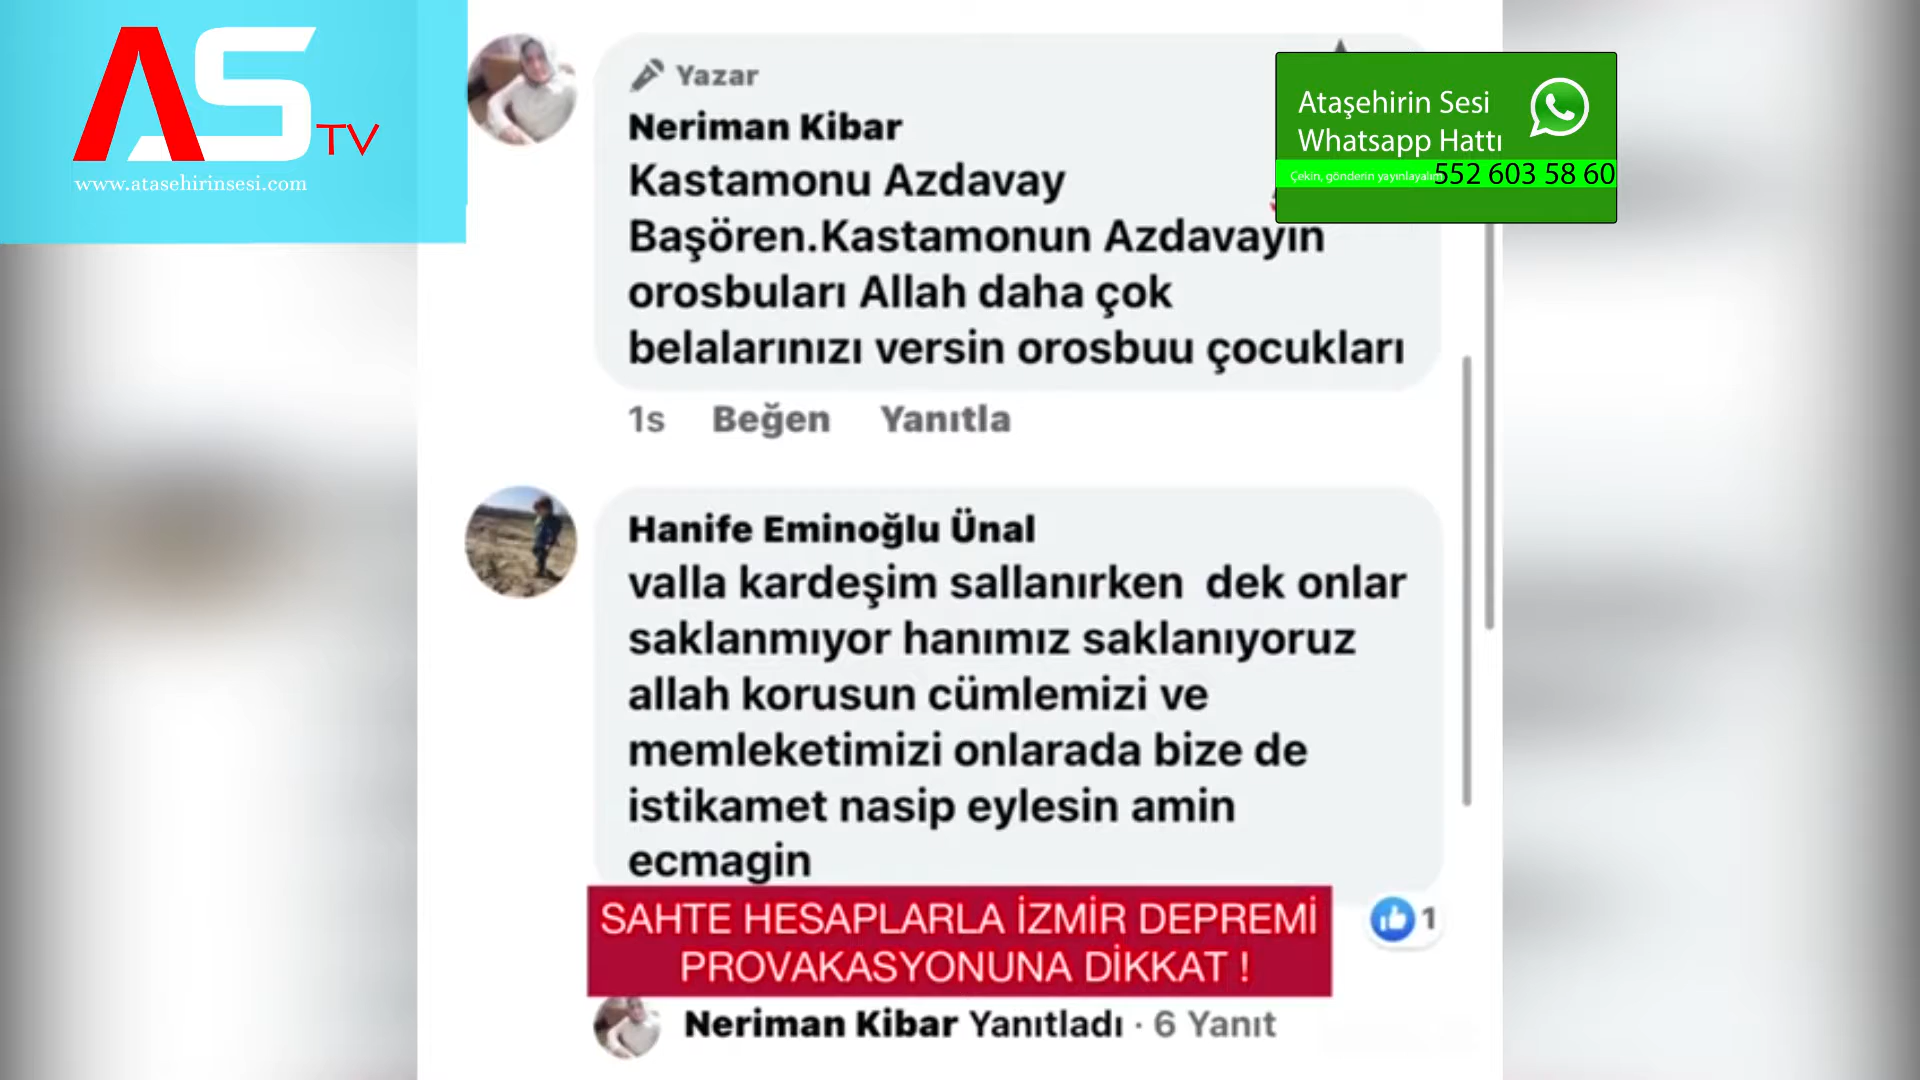 AS TV
www.atasehirinsesi.com
Yazar
Neriman Kibar
Kastamonu Azdavay
Başören.Kastamonun Azdavayın
orosbuları Allah daha çok
belalarınızı versin orosbuu çocukları
1s Beğen Yanıtla
Ataşehirin Sesi
Whatsapp Hattı
Çekin, gönderin yayınlayalım 552 603 58 60
Hanife Eminoğlu Ünal
valla kardeşim sallanırken dek onlar
saklanmıyor hanımız saklanıyoruz
allah korusun cümlemizi ve
memleketimizi onlarada bize de
istikamet nasip eylesin amin
ecmagin
1
SAHTE HESAPLARLA İZMİR DEPREMİ
PROVAKASYONUNA DİKKAT !
Neriman Kibar Yanıtladı · 6 Yanıt